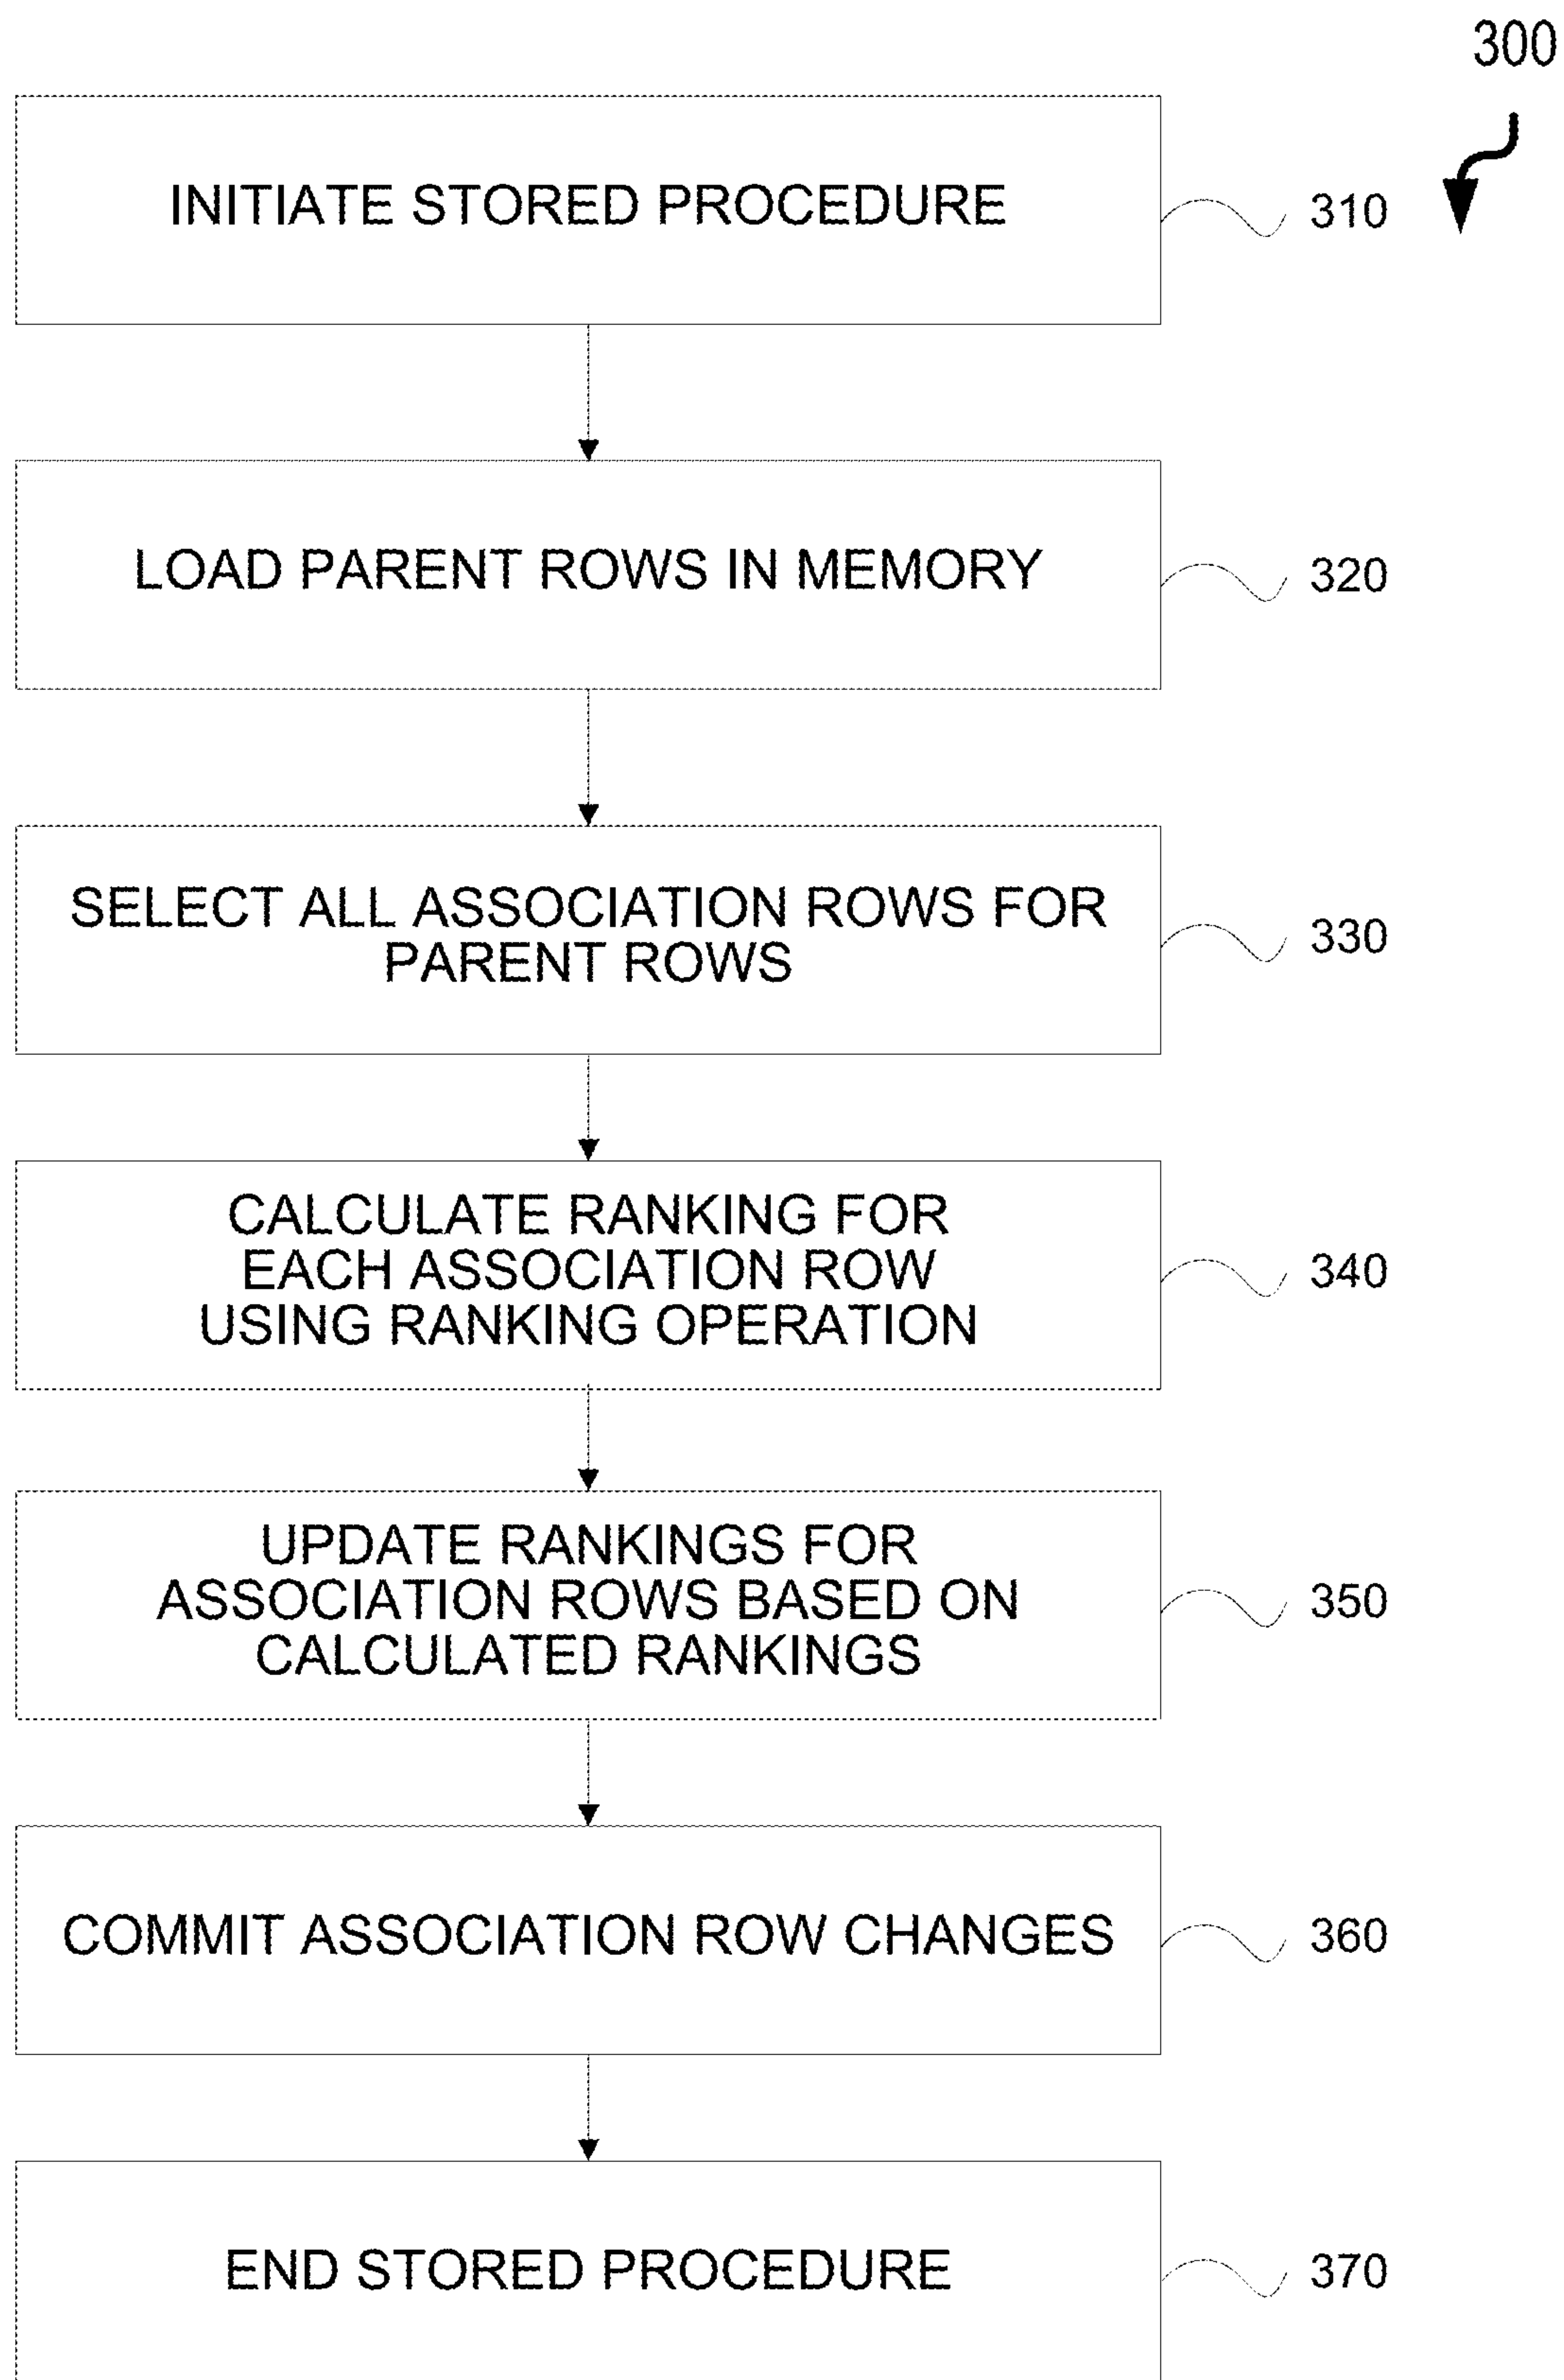 300
INITIATE STORED PROCEDURE
310
LOAD PARENT ROWS IN MEMORY
320
SELECT ALL ASSOCIATION ROWS FOR
PARENT ROWS
330
CALCULATE RANKING FOR
EACH ASSOCIATION ROW
USING RANKING OPERATION
340
UPDATE RANKINGS FOR
ASSOCIATION ROWS BASED ON
CALCULATED RANKINGS
350
COMMIT ASSOCIATION ROW CHANGES
360
END STORED PROCEDURE
370